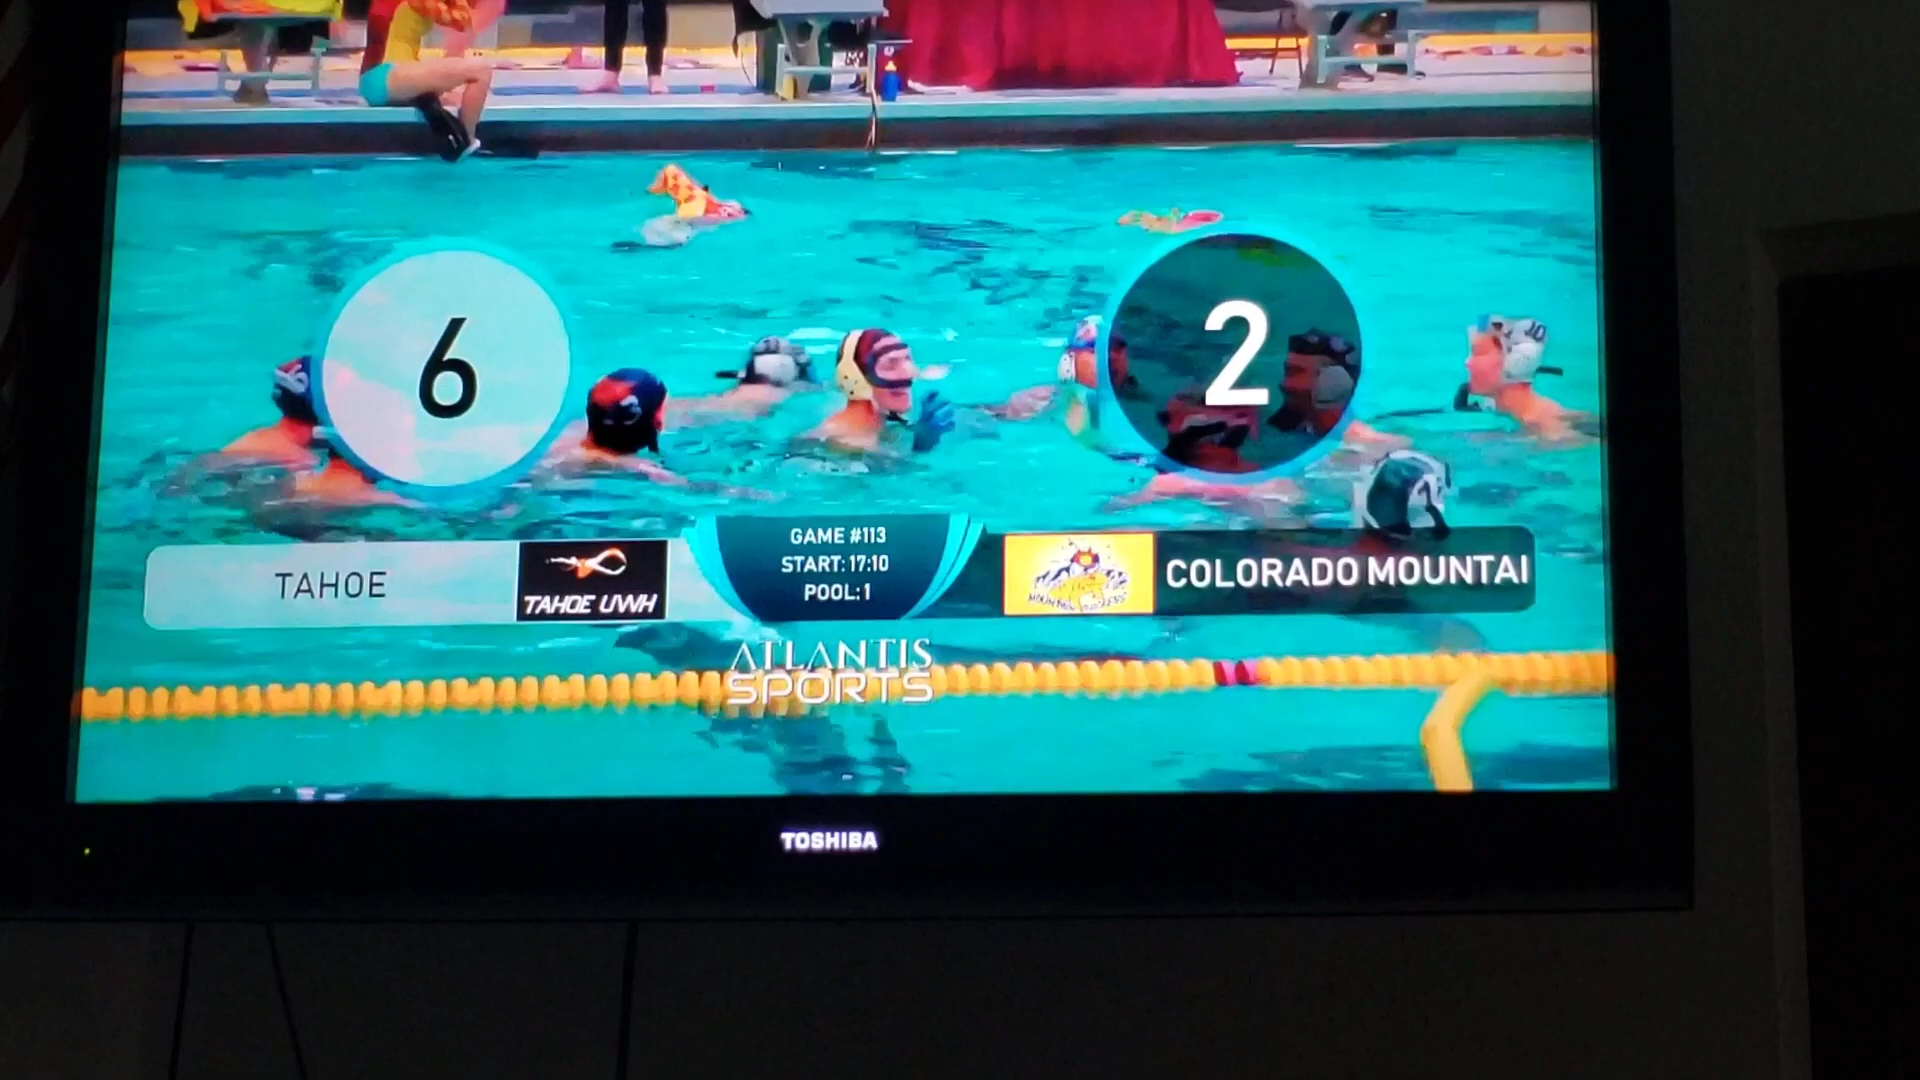 6
2
GAME #113
START: 17:10
POOL: 1
TAHOE
TAHOE UWH
COLORADO MOUNTAI
ATLANTIS
SPORTS
TOSHIBA